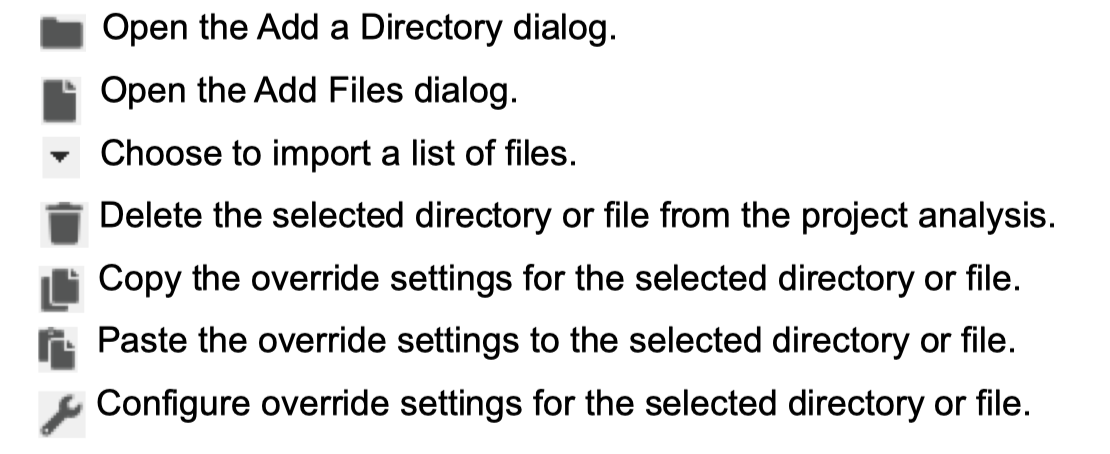 Open the Add a Directory dialog.
Open the Add Files dialog.
Choose to import a list of files.
Delete the selected directory or file from the project analysis.
Copy the override settings for the selected directory or file.
Paste the override settings to the selected directory or file.
Configure override settings for the selected directory or file.